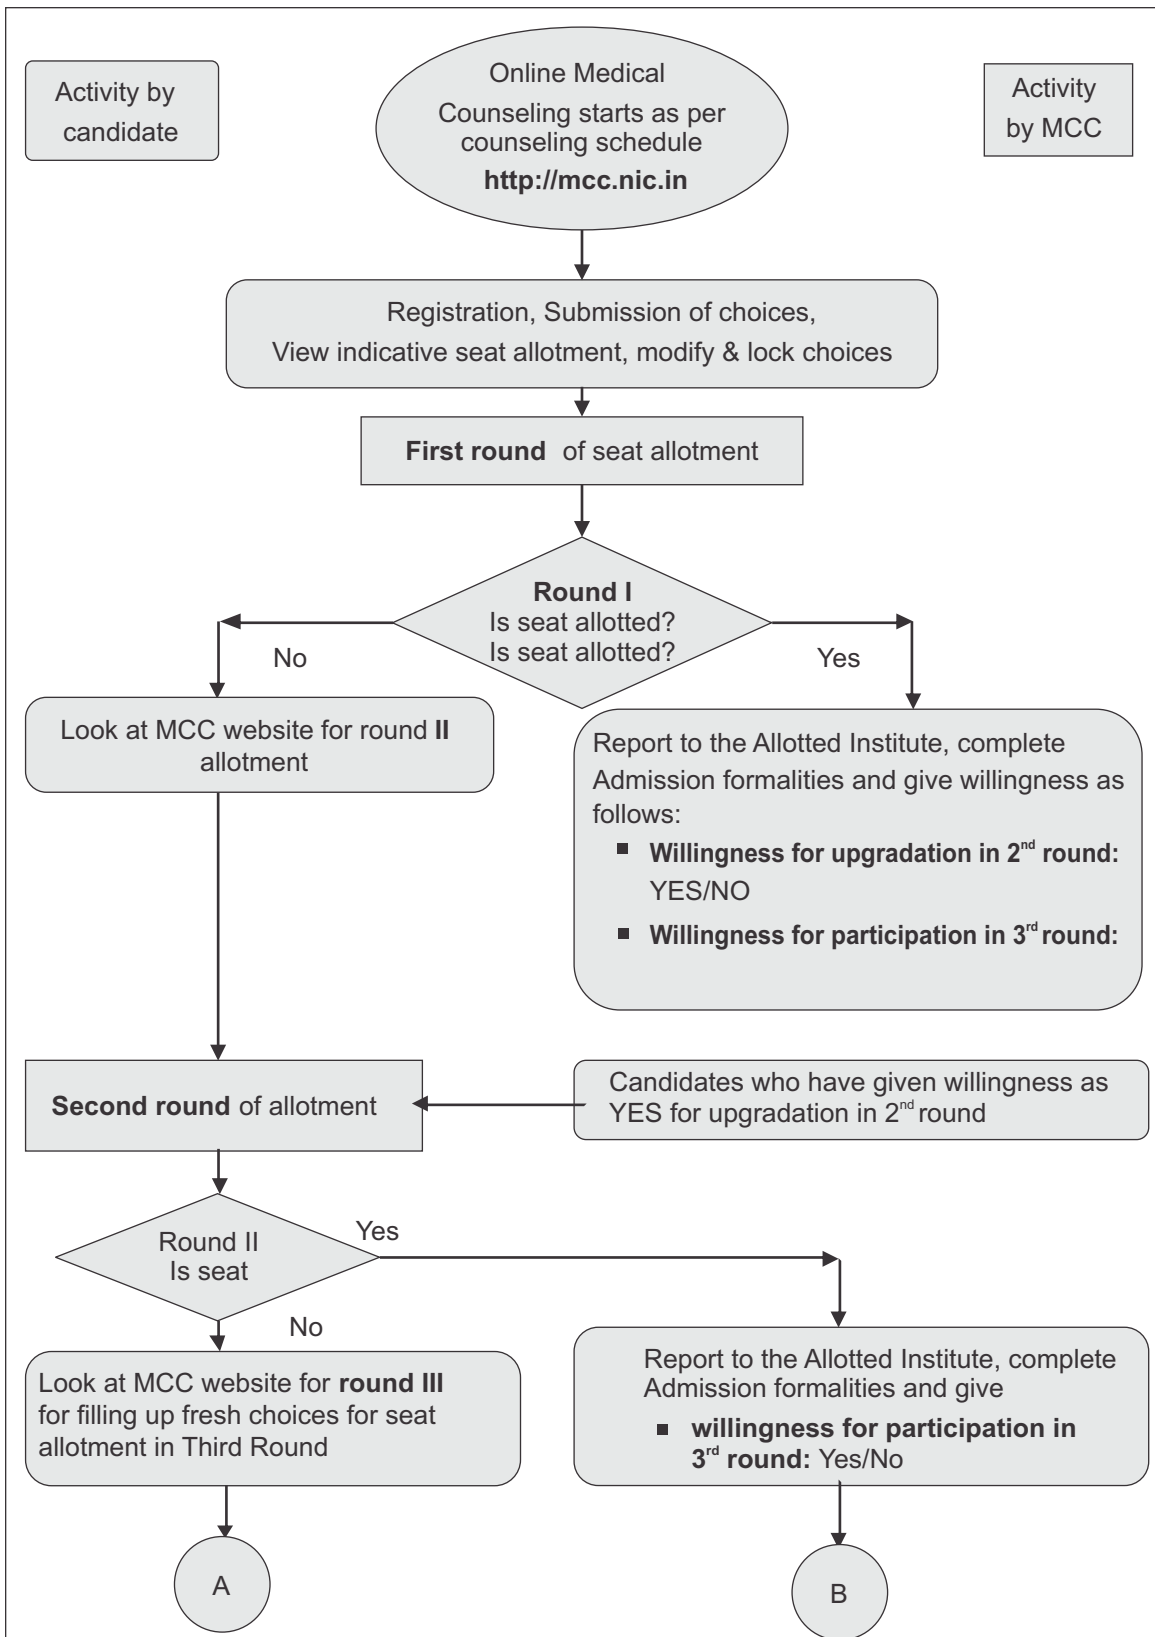 Activity by
candidate
Online Medical
Counseling starts as per
counseling schedule
http://mcc.nic.in
Activity
by MCC
Registration, Submission of choices,
View indicative seat allotment, modify & lock choices
First round of seat allotment
Round I
Is seat allotted?
Is seat allotted?
No
Yes
Look at MCC website for round II
allotment
Report to the Allotted Institute, complete
Admission formalities and give willingness as
follows:
■ Willingness for upgradation in 2nd round:
YES/NO
■ Willingness for participation in 3rd round:
Second round of allotment
Candidates who have given willingness as
YES for upgradation in 2nd round
Round II
Is seat
Yes
No
Look at MCC website for round III
for filling up fresh choices for seat
allotment in Third Round
Report to the Allotted Institute, complete
Admission formalities and give
■ willingness for participation in
3rd round: Yes/No
A
B